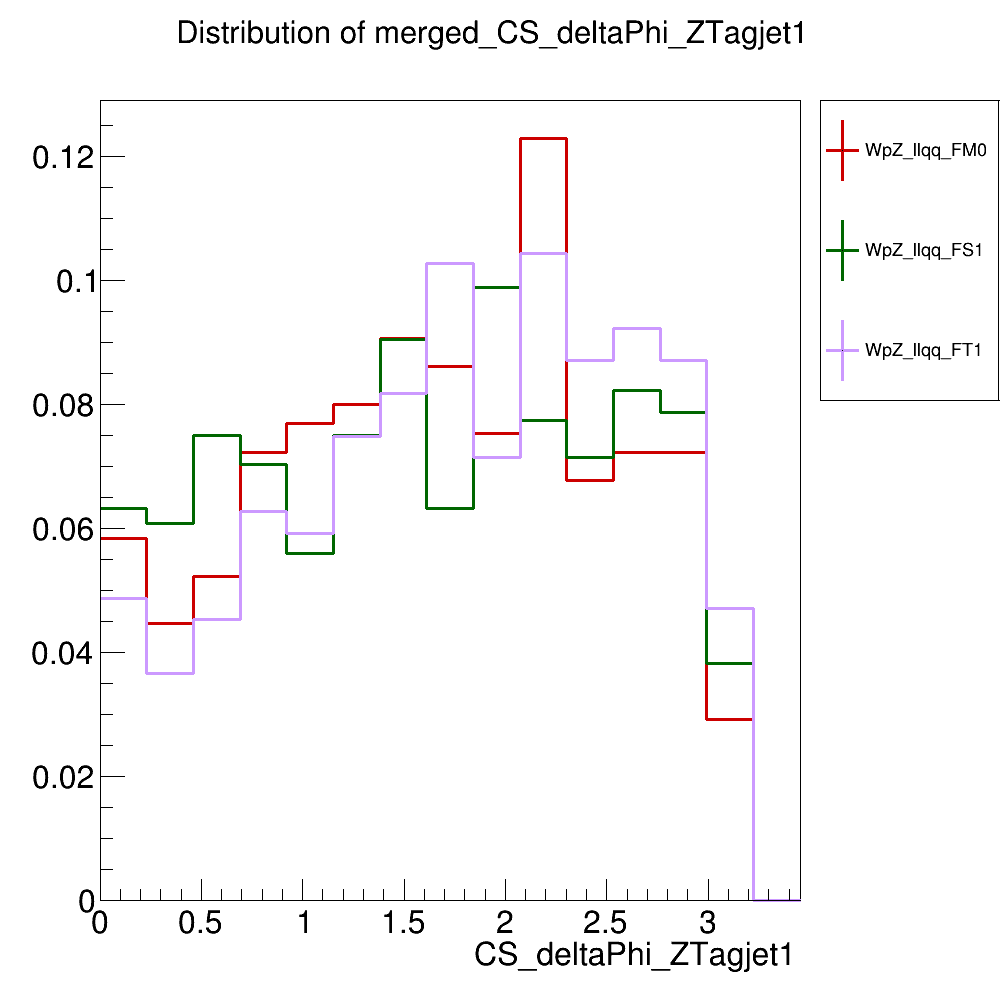 Distribution of merged_CS_deltaPhi_ZTagjet1
WpZ_llqq_FM0
WpZ_llqq_FS1
WpZ_llqq_FT1
0.12
0.1
0.08
0.06
0.04
0.02
0
0 0.5 1 1.5 2 2.5 3
CS_deltaPhi_ZTagjet1